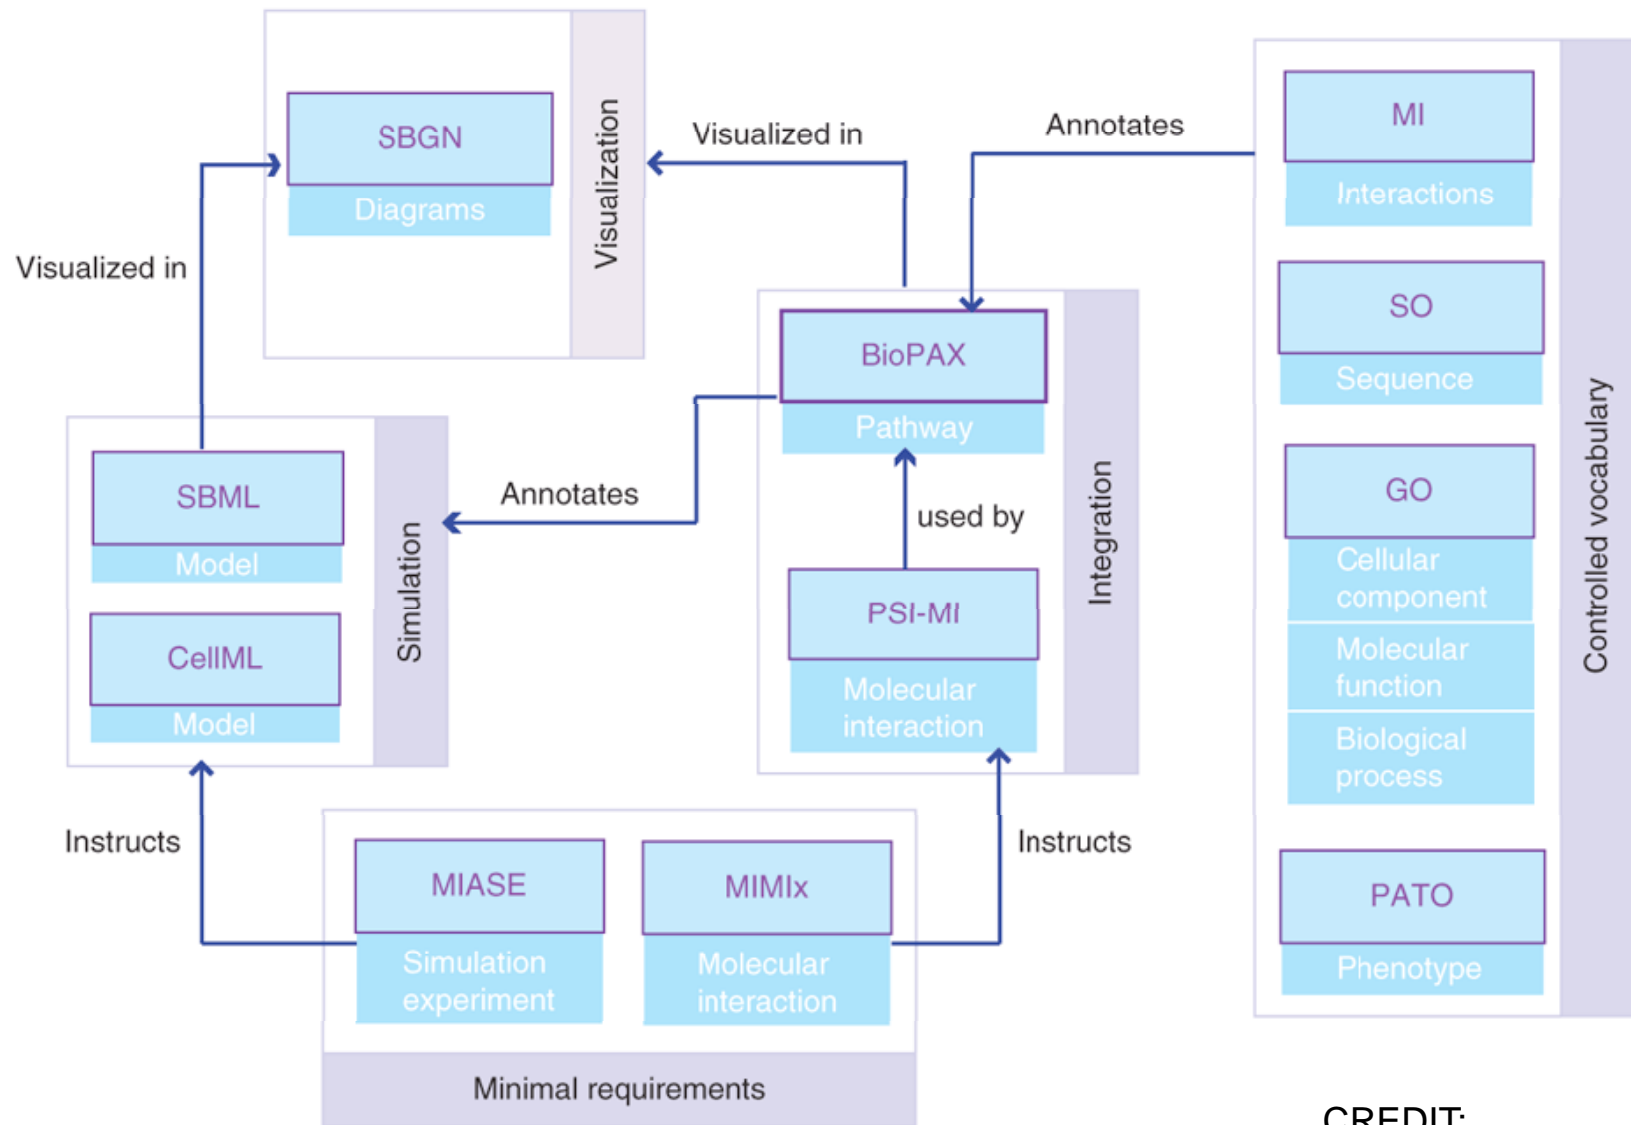 SBGN
Diagrams
Visualization
Visualized in
Visualized in
Annotates
MI
Interactions
SO
Sequence
GO
Cellular
component
Molecular
function
Biological
process
PATO
Phenotype
Controlled vocabulary
BioPAX
Pathway
used by
PSI-MI
Molecular
interaction
Integration
Annotates
SBML
Model
CellML
Model
Simulation
Instructs
Instructs
MIASE
Simulation
experiment
MIMIx
Molecular
interaction
Minimal requirements
CREDIT: